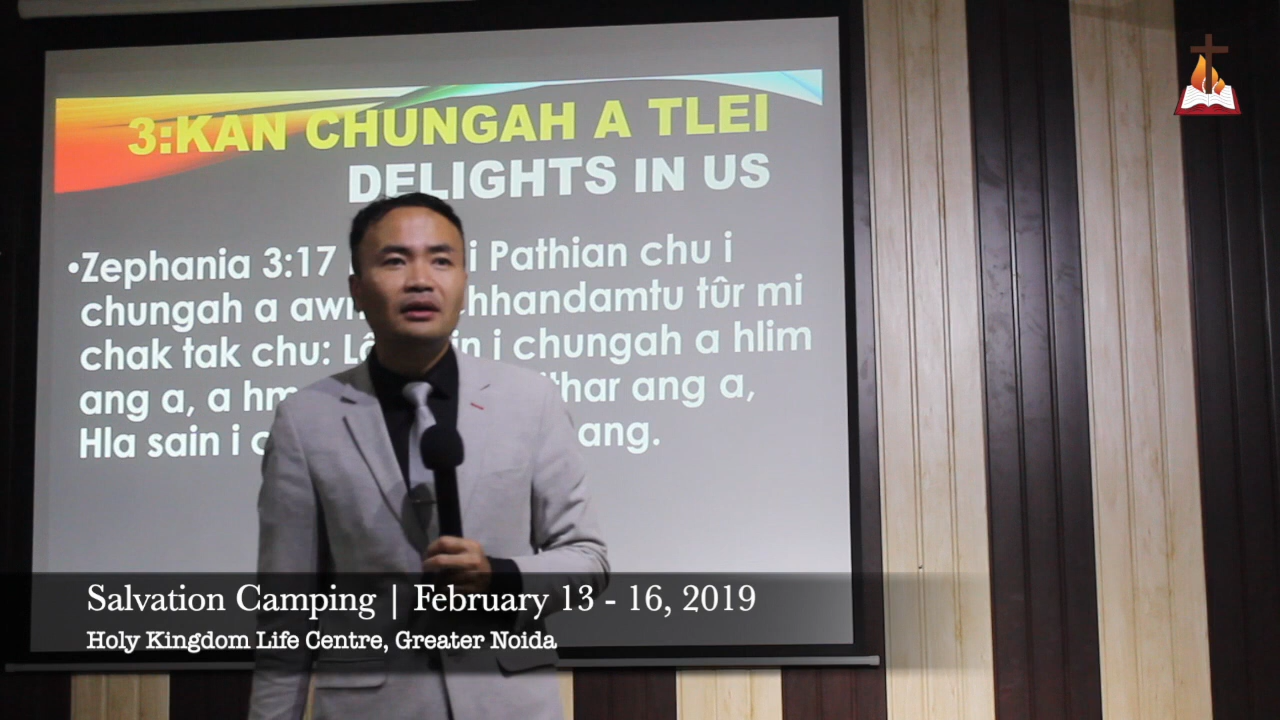 3:KAN CHUNGAH A TLEI
DELIGHTS IN US
•Zephania 3:17 i Pathian chu i
chungah a chhandamtu tûr mi
chak tak chu: i chungah a hlim
ang a, a ang a,
Hla sain i ang.
Salvation Camping | February 13 - 16, 2019
Holy Kingdom Life Centre, Greater Noida